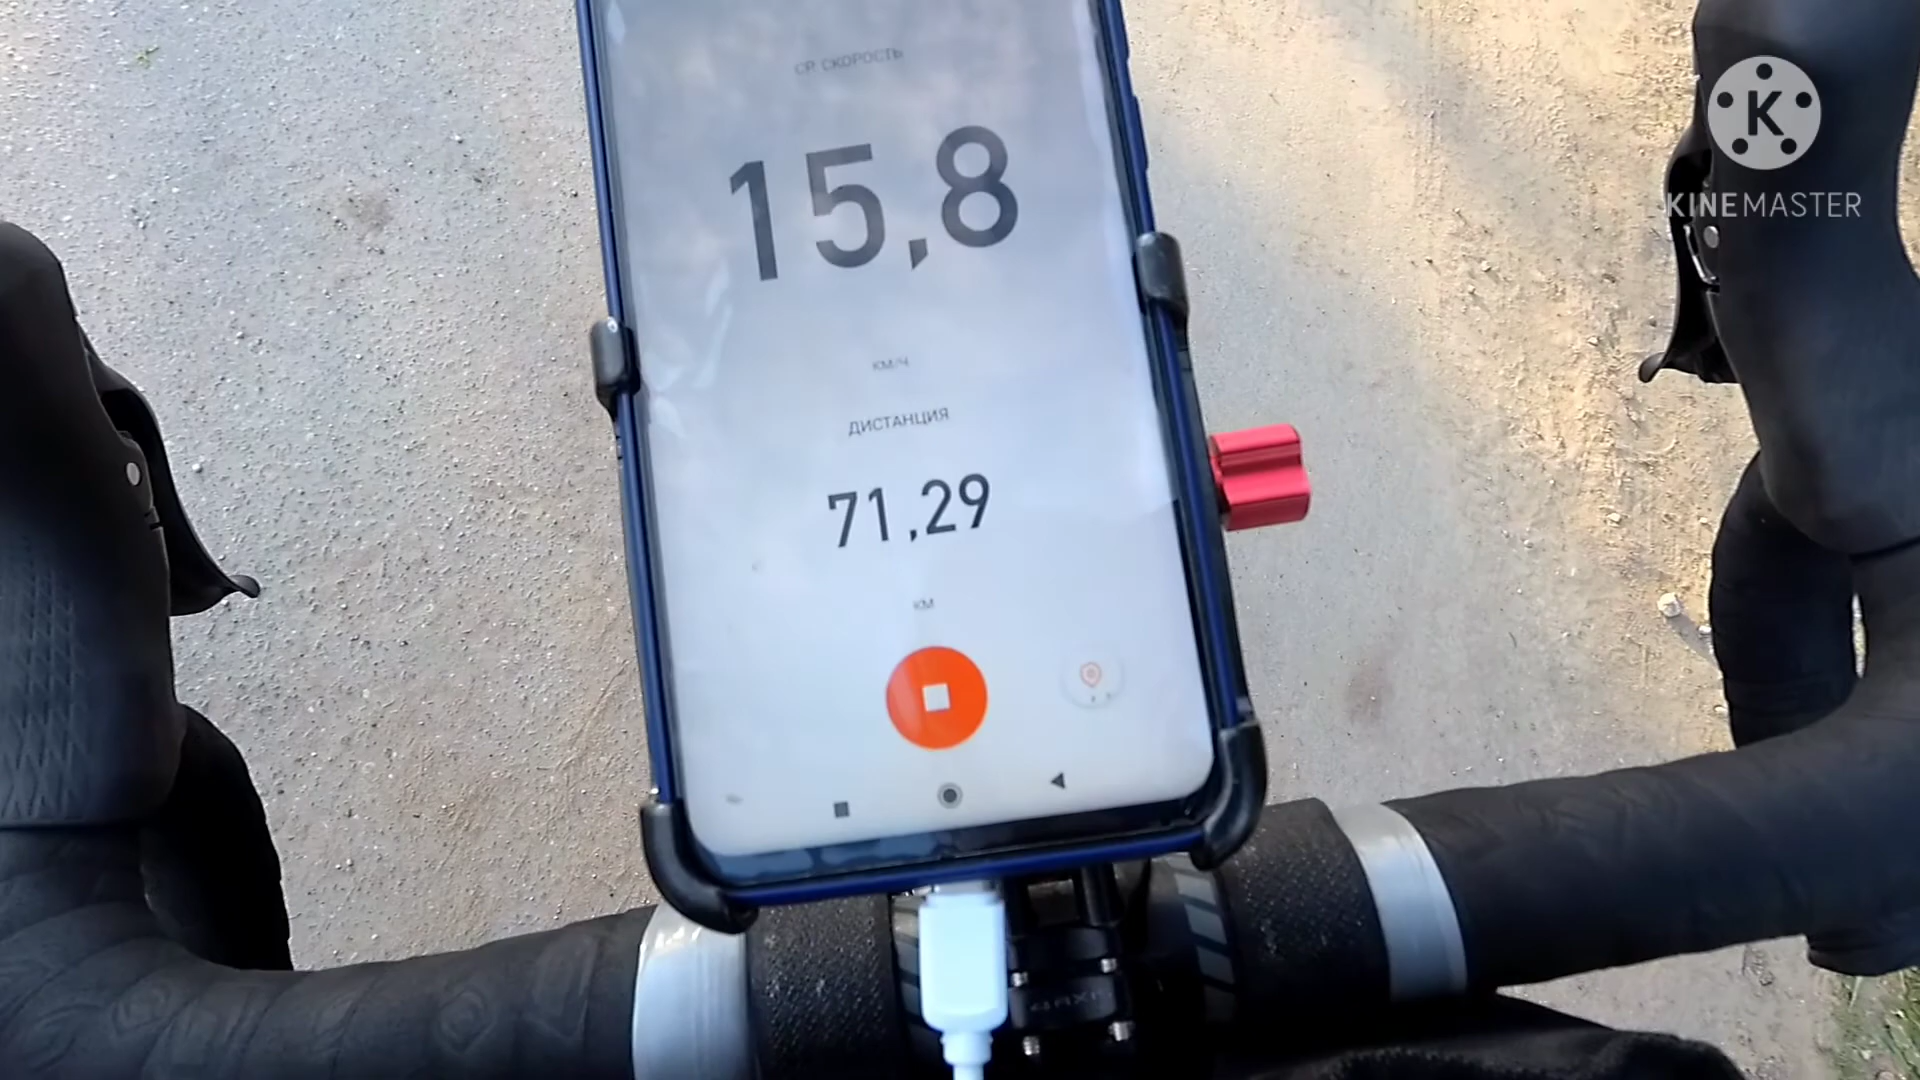 СР. СКОРОСТЬ
15,8
КМ/Ч
ДИСТАНЦИЯ
71,29
КМ
K
KINEMASTER